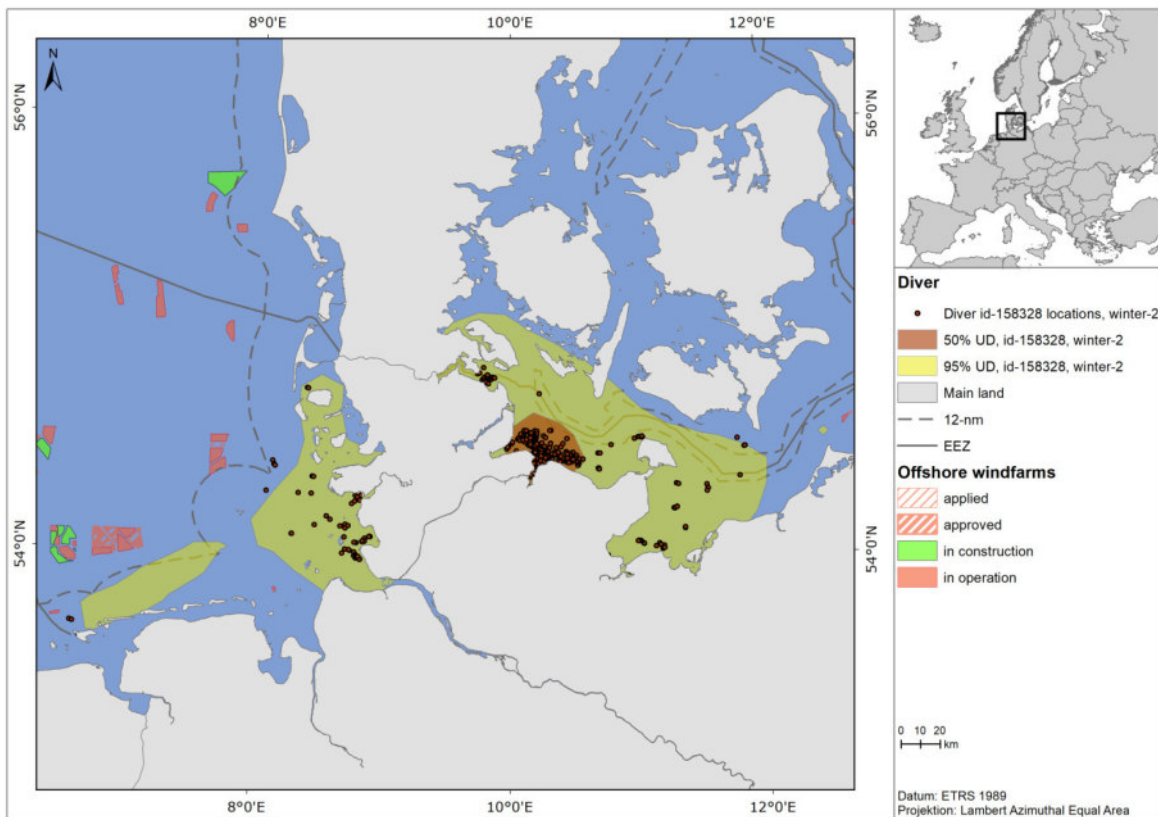 8°0'E 10°0'E 12°0'E
N
56°0'N
56°0'N
54°0'N
54°0'N
8°0'E 10°0'E 12°0'E
Diver
Diver id-158328 locations, winter-2
50% UD, id-158328, winter-2
95% UD, id-158328, winter-2
Main land
12-nm
EEZ
Offshore windfarms
applied
approved
in construction
in operation
0 10 20
km
Datum: ETRS 1989
Projektion: Lambert Azimuthal Equal Area